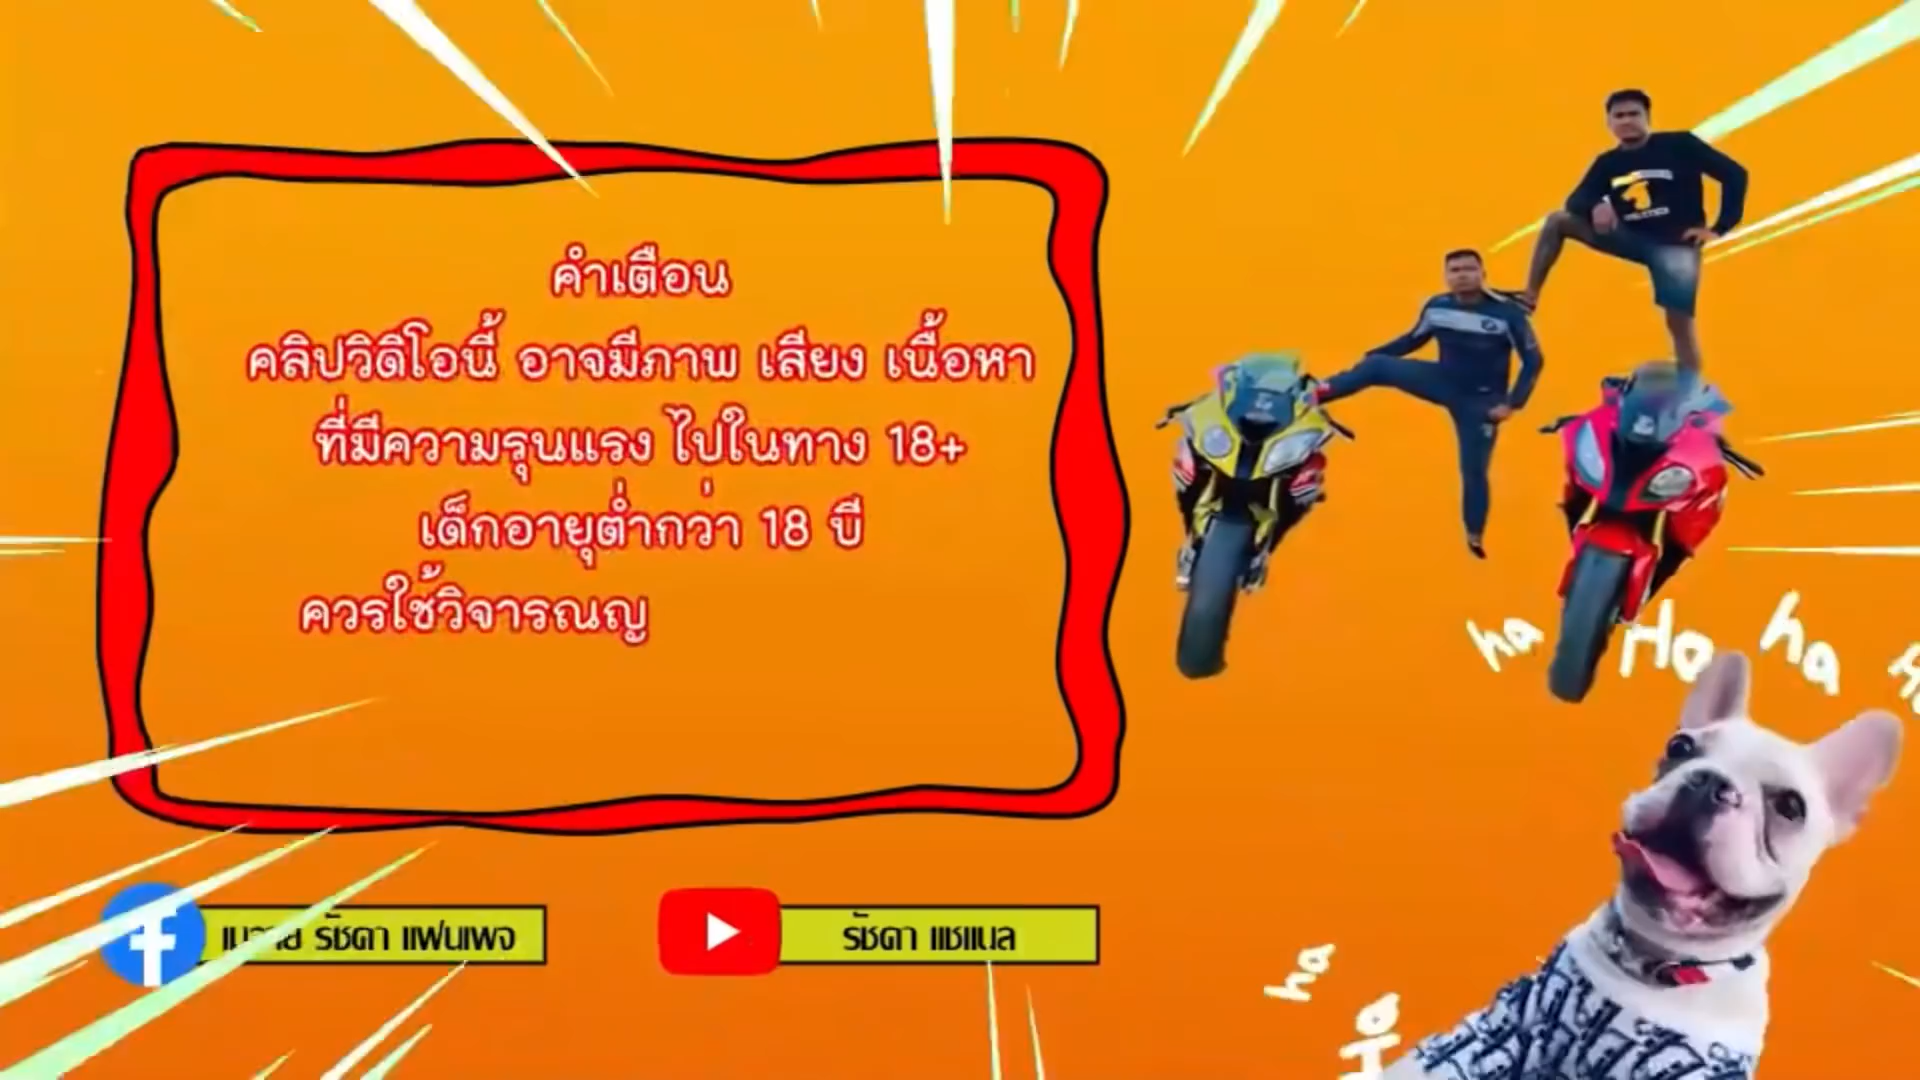 คำเตือน
คลิปวิดิโอนี้ อาจมีภาพ เสียง เนื้อหา
ที่มีความรุนแรง ไปในทาง 18+
เด็กอายุต่ำกว่า 18 ปี
ควรใช้วิจารณญ
รัชดา แฟนเพจ
รัชดา แชแนล
ha Ha ha
ha
Ha